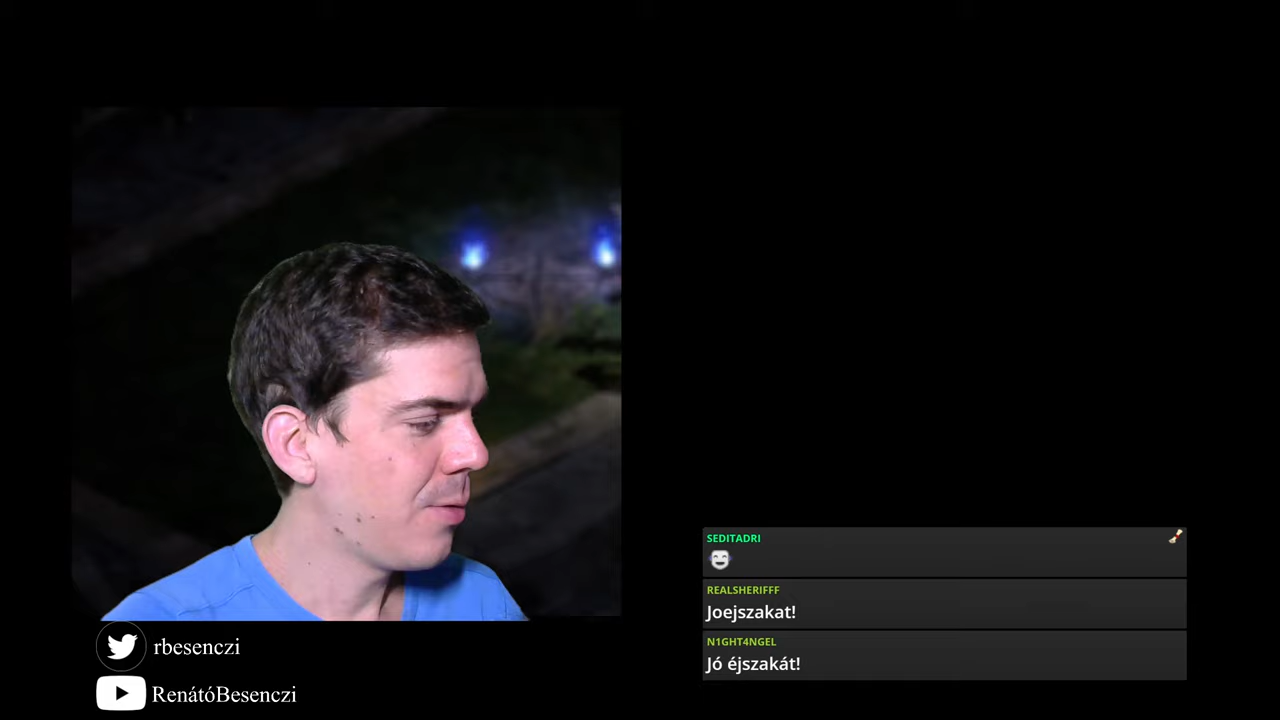 SEDITADRI
REALSHERIFFF
Joejszakat!
N1GHT4NGEL
Jó éjszakát!
rbesenczi
RenátóBesenczi